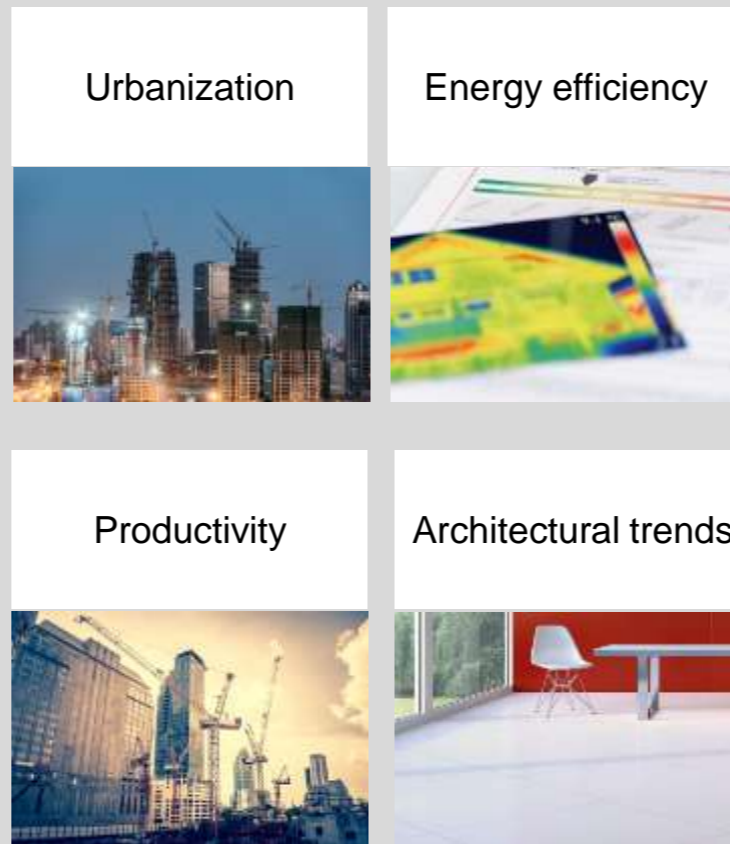 Urbanization
Energy efficiency
Productivity
Architectural trends